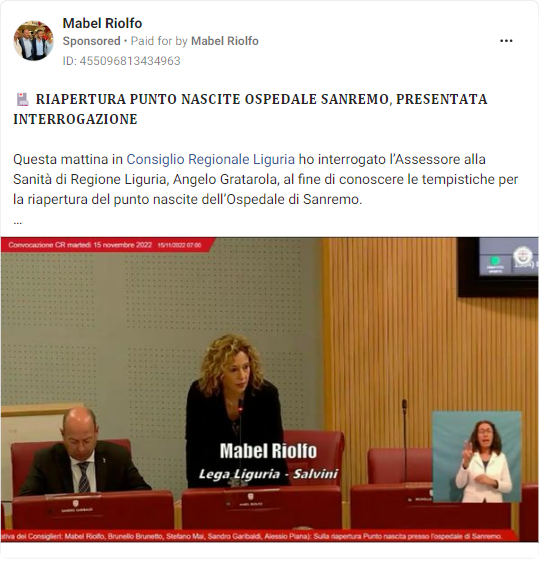 Mabel Riolfo
Sponsored • Paid for by Mabel Riolfo
ID: 455096813434963
RIAPERTURA PUNTO NASCITE OSPEDALE SANREMO, PRESENTATA
INTERROGAZIONE
Questa mattina in Consiglio Regionale Liguria ho interrogato l'Assessore alla
Sanità di Regione Liguria, Angelo Gratarola, al fine di conoscere le tempistiche per
la riapertura del punto nascite dell'Ospedale di Sanremo.
...
Convocazione CR martedì 15 novembre 2022 15/11/2022 07:00
Mabel Riolfo
Lega Liguria - Salvini
SANDRO GARIBALDI
MABEL RIOLFO
ativa dei Consiglieri: Mabel Riolfo, Brunello Brunetto, Stefano Mai, Sandro Garibaldi, Alessio Piana): Sulla riapertura Punto nascita presso l'ospedale di Sanremo.